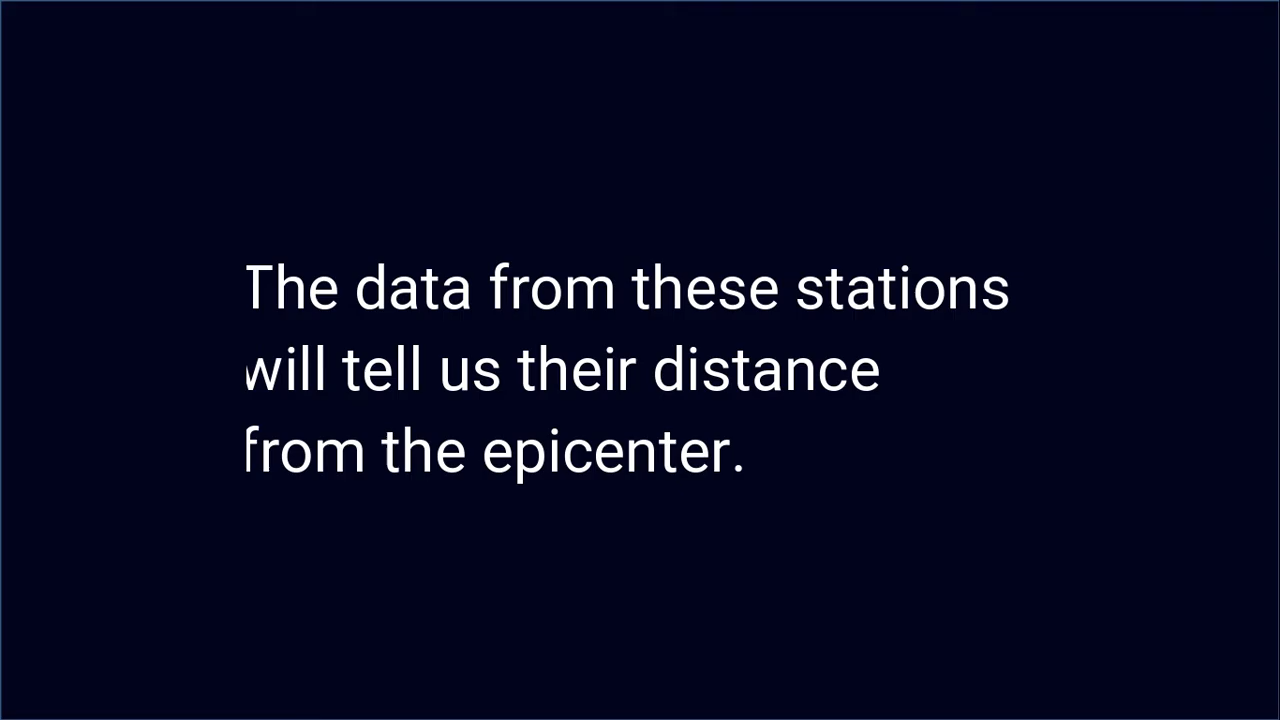 The data from these stations
will tell us their distance
from the epicenter.